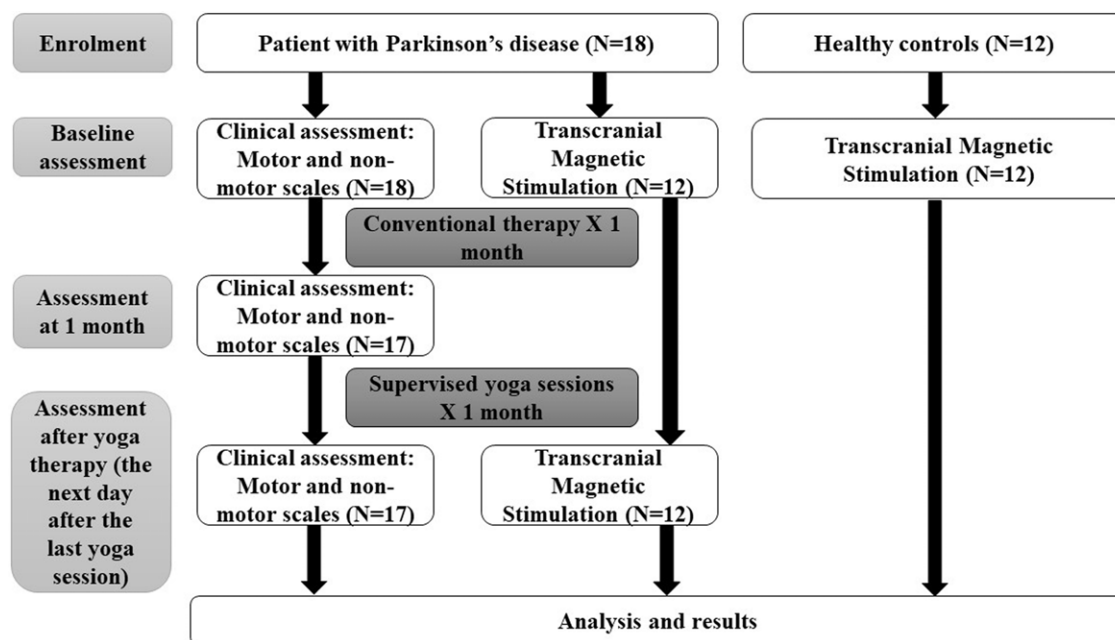 Enrolment
Patient with Parkinson's disease (N=18)
Healthy controls (N=12)
Baseline
assessment
Clinical assessment:
Motor and non-
motor scales (N=18)
Transcranial
Magnetic
Stimulation (N=12)
Transcranial Magnetic
Stimulation (N=12)
Conventional therapy X 1
month
Assessment
at 1 month
Clinical assessment:
Motor and non-
motor scales (N=17)
Supervised yoga sessions
X 1 month
Assessment
after yoga
therapy (the
next day
after the
last yoga
session)
Clinical assessment:
Motor and non-
motor scales (N=17)
Transcranial
Magnetic
Stimulation (N=12)
Analysis and results